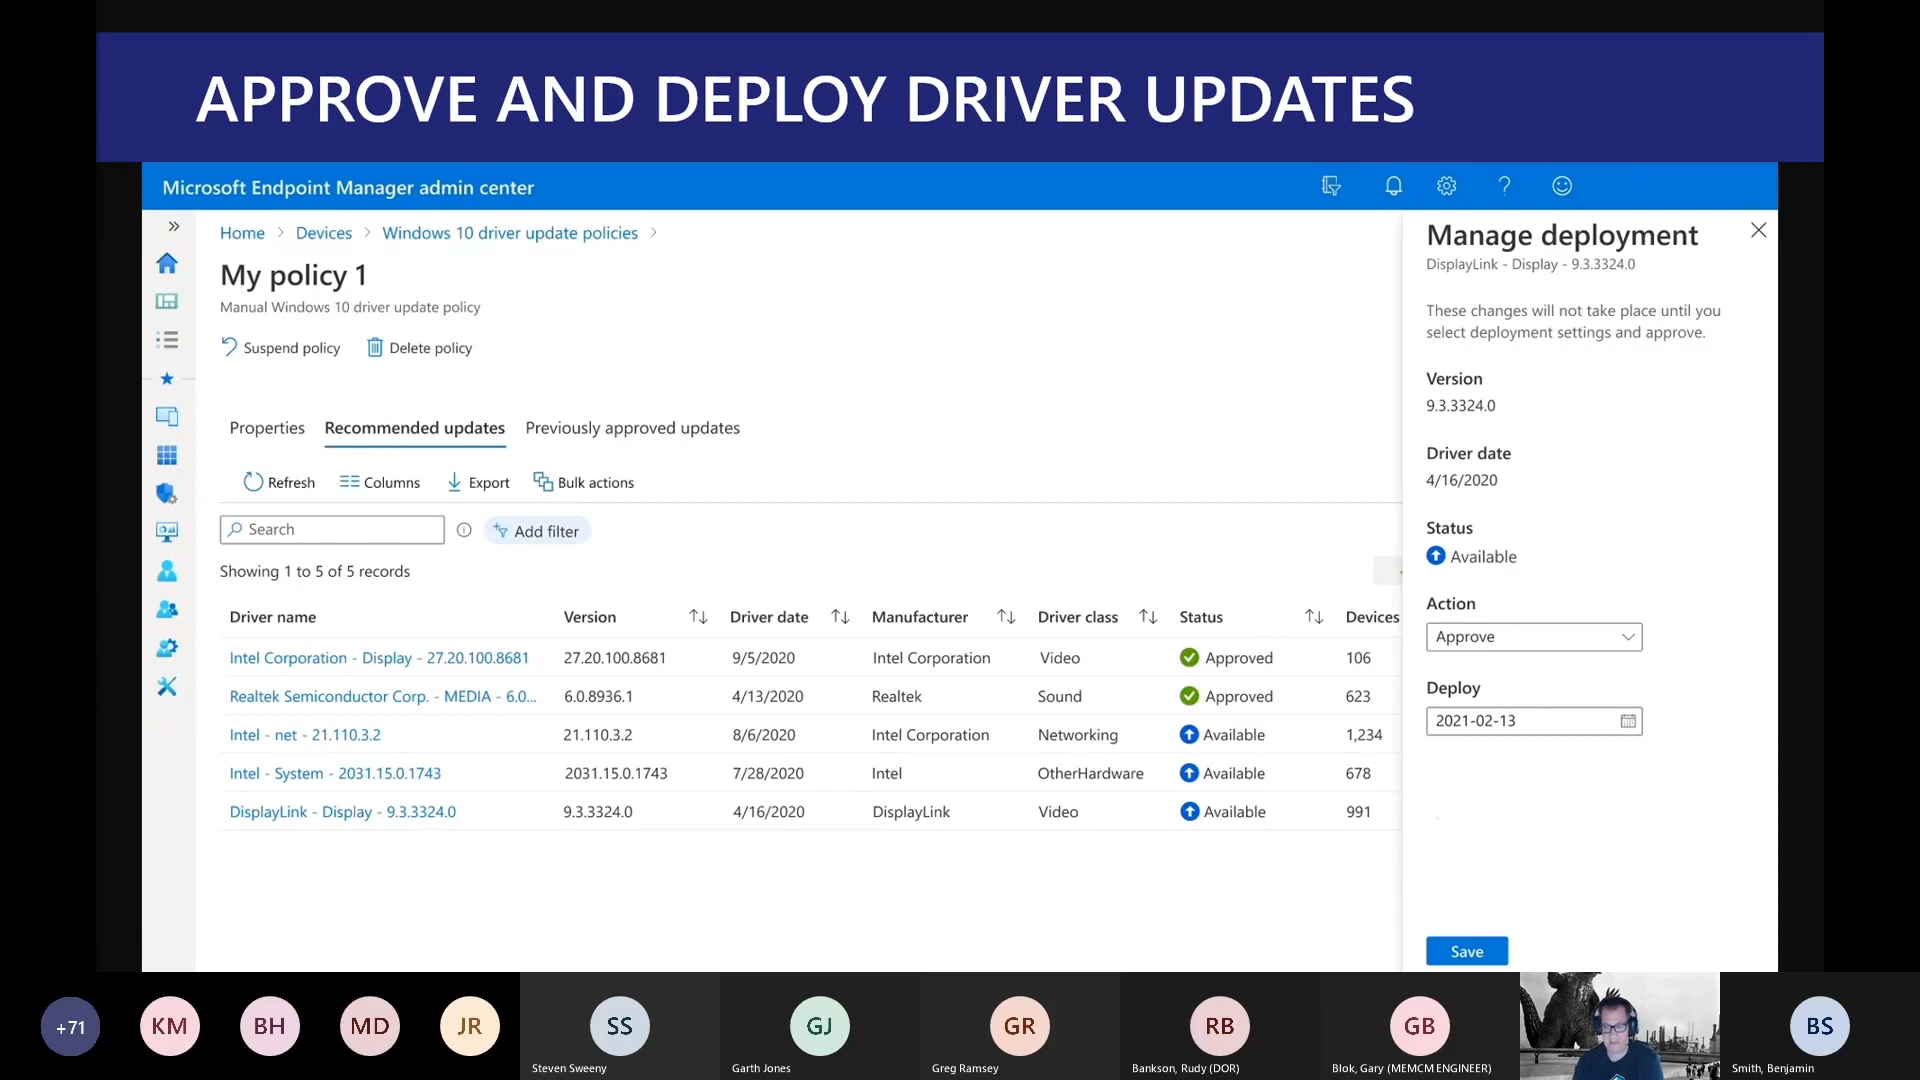 APPROVE AND DEPLOY DRIVER UPDATES
Microsoft Endpoint Manager admin center
Home > Devices > Windows 10 driver update policies >
My policy 1
Manual Windows 10 driver update policy
Suspend policy Delete policy
Properties Recommended updates Previously approved updates
Refresh Columns Export Bulk actions
Search Add filter
Showing 1 to 5 of 5 records
Driver name Version Driver date Manufacturer Driver class Status Devices
Intel Corporation - Display - 27.20.100.8681 27.20.100.8681 9/5/2020 Intel Corporation Video Approved 106
Realtek Semiconductor Corp. - MEDIA - 6.0... 6.0.8936.1 4/13/2020 Realtek Sound Approved 623
Intel - net - 21.110.3.2 21.110.3.2 8/6/2020 Intel Corporation Networking Available 1,234
Intel - System - 2031.15.0.1743 2031.15.0.1743 7/28/2020 Intel OtherHardware Available 678
DisplayLink - Display - 9.3.3324.0 9.3.3324.0 4/16/2020 DisplayLink Video Available 991
Manage deployment
DisplayLink - Display - 9.3.3324.0
These changes will not take place until you
select deployment settings and approve.
Version
9.3.3324.0
Driver date
4/16/2020
Status
Available
Action
Approve
Deploy
2021-02-13
Save
+71 KM BH MD JR SS GJ GR RB GB BS
Steven Sweeny Garth Jones Greg Ramsey Bankson, Rudy (DOR) Blok, Gary (MEMCM ENGINEER) Smith, Benjamin